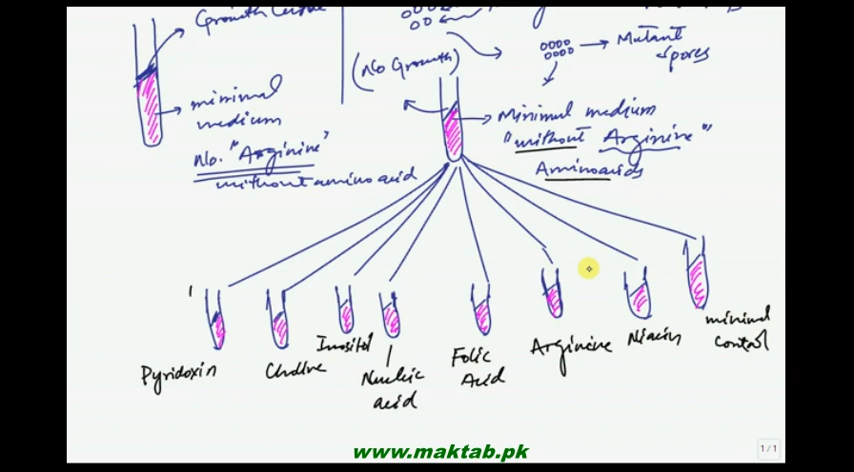 Growth
minimal
medium
No. "Arginine"
without amino acid
(No Growth)
Mutant
spores
Minimal medium
"without Arginine"
Aminoacids
Pyridoxin
Choline
Inositol
Nucleic
acid
Folic
Acid
Arginine
Niacin
minimal
control
1/1
www.maktab.pk